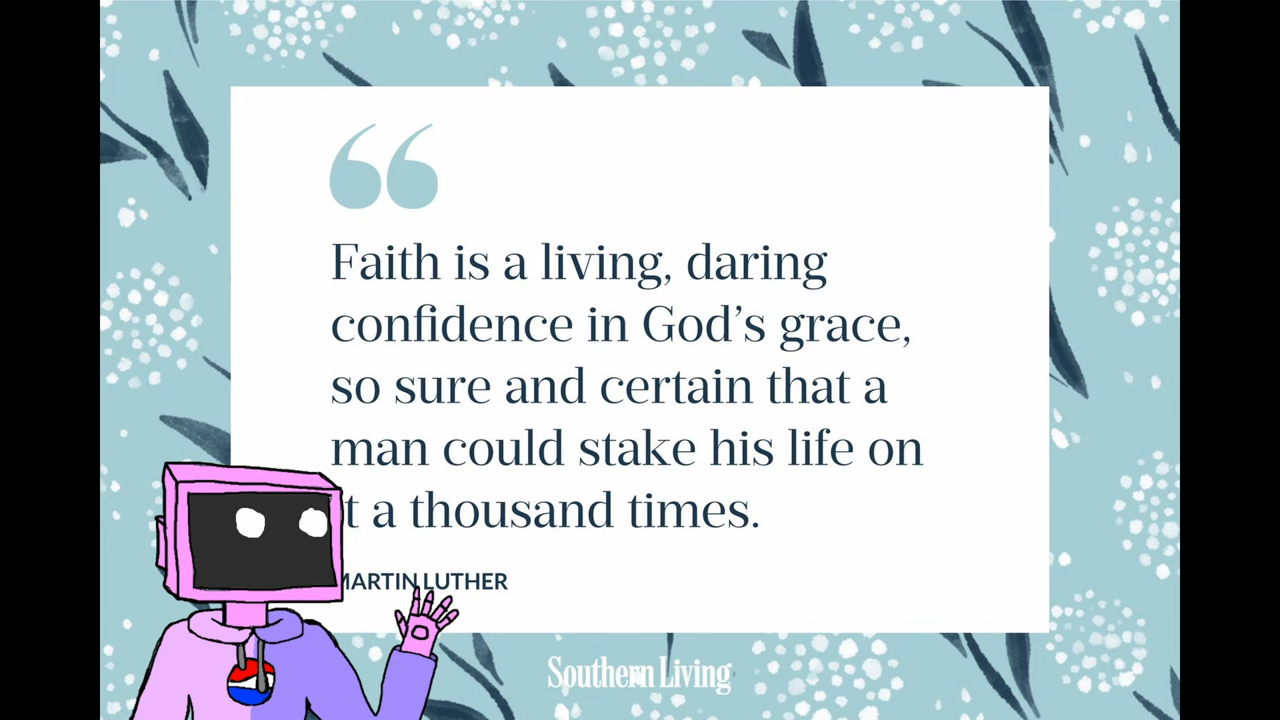 “
Faith is a living, daring
confidence in God’s grace,
so sure and certain that a
man could stake his life on
t a thousand times.
MARTIN LUTHER
Southern Living